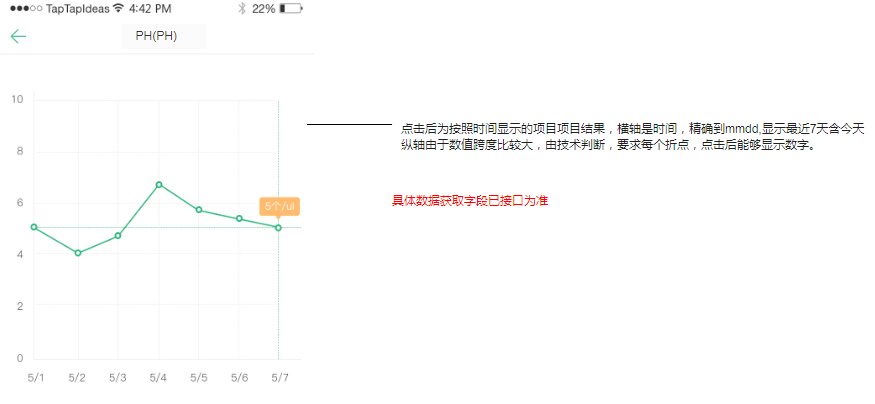 TapTapIdeas 4:42 PM 22%
PH(PH)
点击后为按照时间显示的项目项目结果，横轴是时间，精确到mmdd,显示最近7天含今天
纵轴由于数值跨度比较大，由技术判断，要求每个折点，点击后能够显示数字。
具体数据获取字段已接口为准
10
8
6
5个/ul
4
2
0
5/1 5/2 5/3 5/4 5/5 5/6 5/7